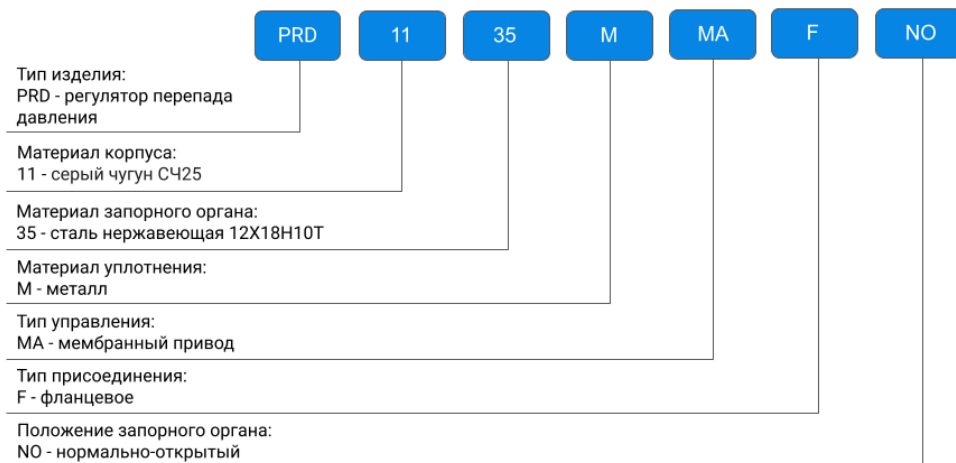 PRD 11 35 M MA F NO
Тип изделия:
PRD - регулятор перепада
давления
Материал корпуса:
11 - серый чугун СЧ25
Материал запорного органа:
35 - сталь нержавеющая 12Х18Н10Т
Материал уплотнения:
М - металл
Тип управления:
МА - мембранный привод
Тип присоединения:
F - фланцевое
Положение запорного органа:
NO - нормально-открытый